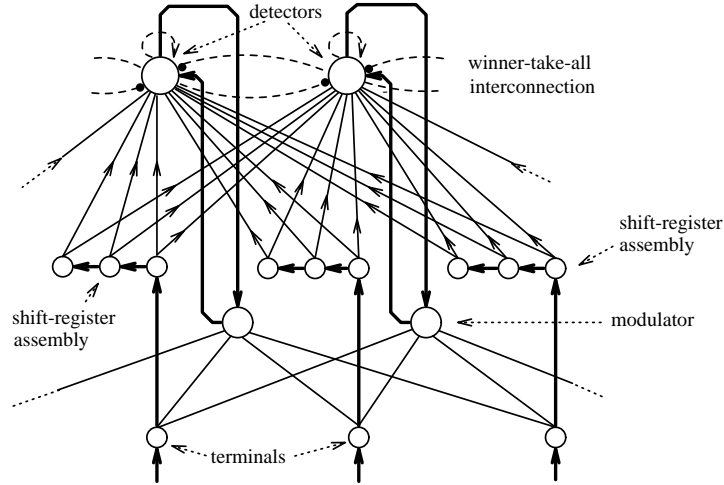 detectors
winner-take-all
interconnection
shift-register
assembly
shift-register
assembly
modulator
terminals